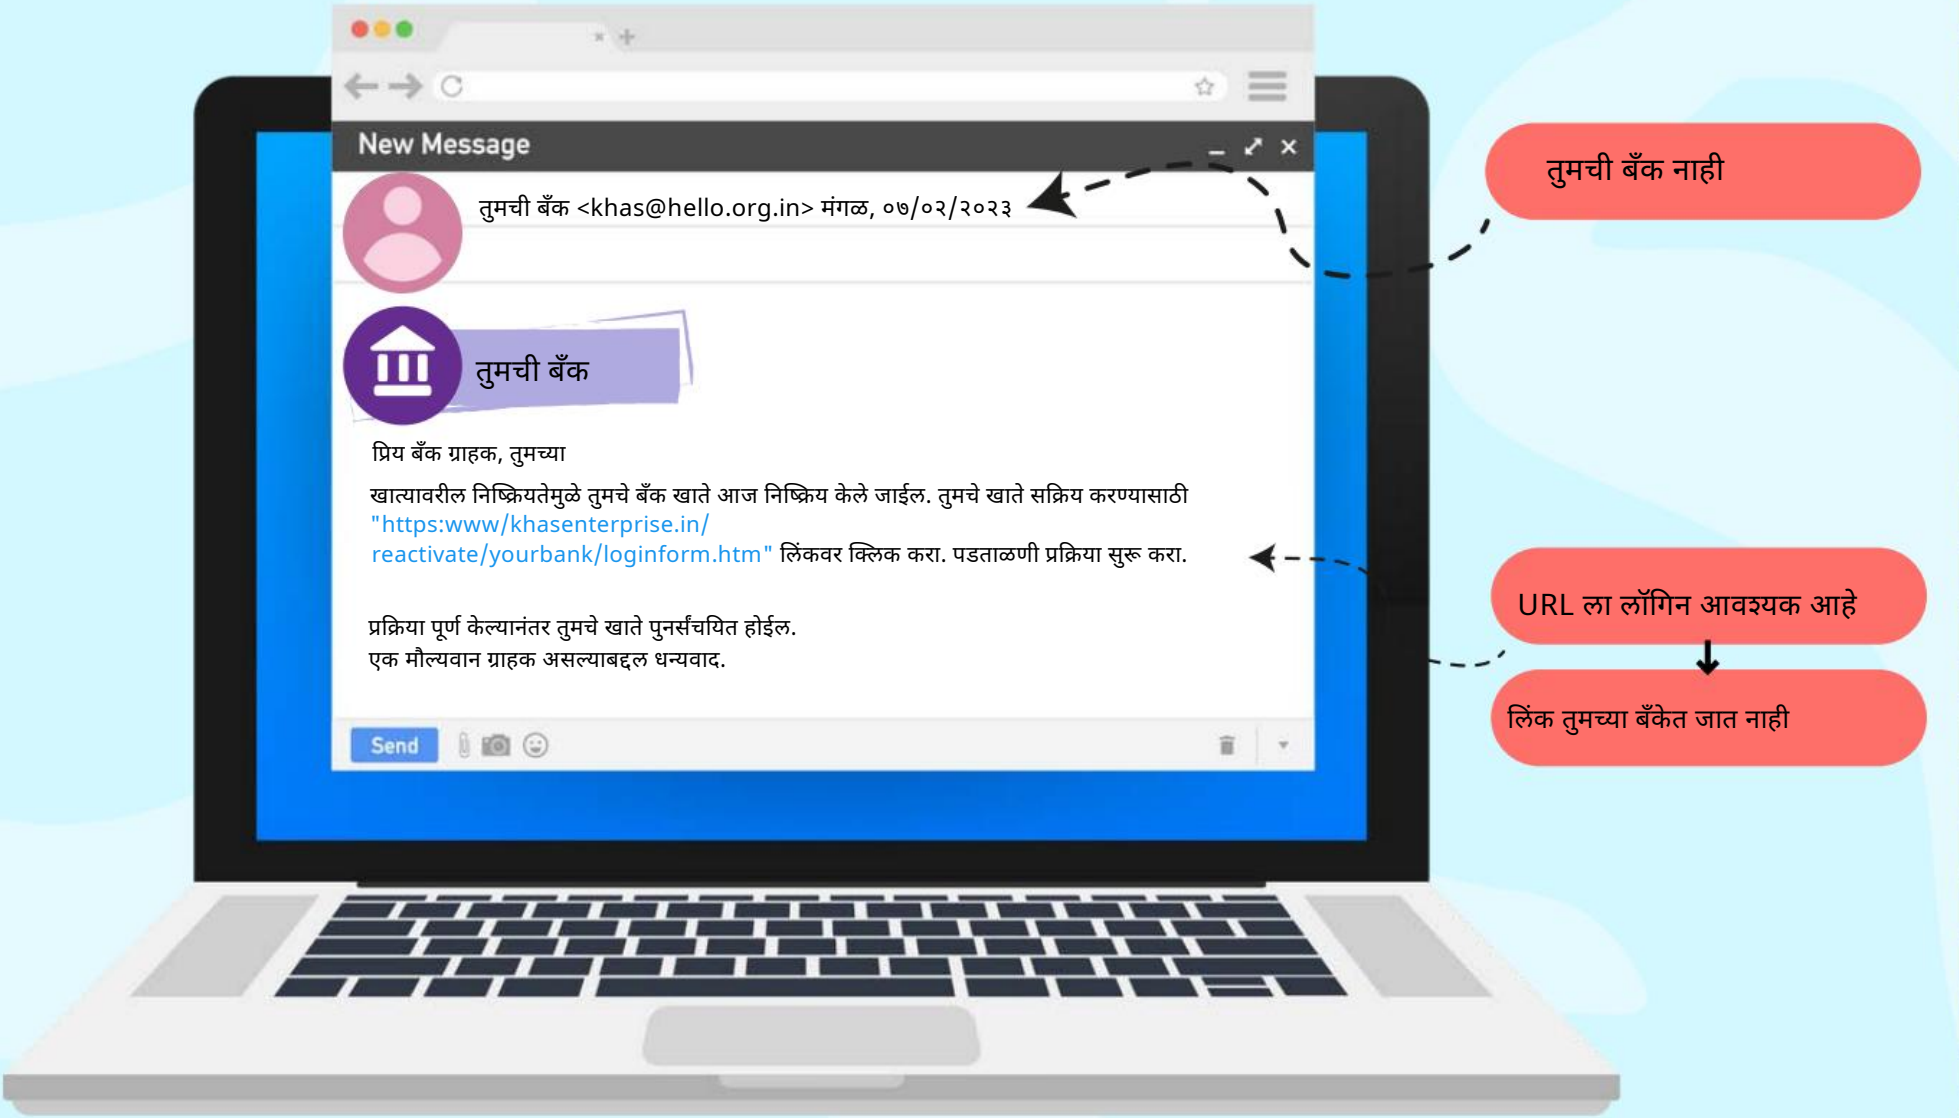 New Message
तुमची बँक <khas@hello.org.in> मंगळ, ०७/०२/२०२३
तुमची बँक नाही
तुमची बँक
प्रिय बँक ग्राहक, तुमच्या
खात्यावरील निष्क्रियतेमुळे तुमचे बँक खाते आज निष्क्रिय केले जाईल. तुमचे खाते सक्रिय करण्यासाठी
"https:www/khasenterprise.in/
reactivate/yourbank/loginform.htm" लिंकवर क्लिक करा. पडताळणी प्रक्रिया सुरू करा.
प्रक्रिया पूर्ण केल्यानंतर तुमचे खाते पुनर्संचयित होईल.
एक मौल्यवान ग्राहक असल्याबद्दल धन्यवाद.
URL ला लॉगिन आवश्यक आहे
लिंक तुमच्या बँकेत जात नाही
Send